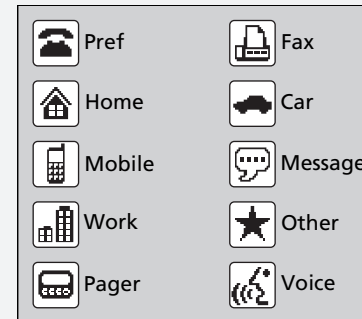 Pref Fax
Home Car
Mobile Message
Work Other
Pager Voice